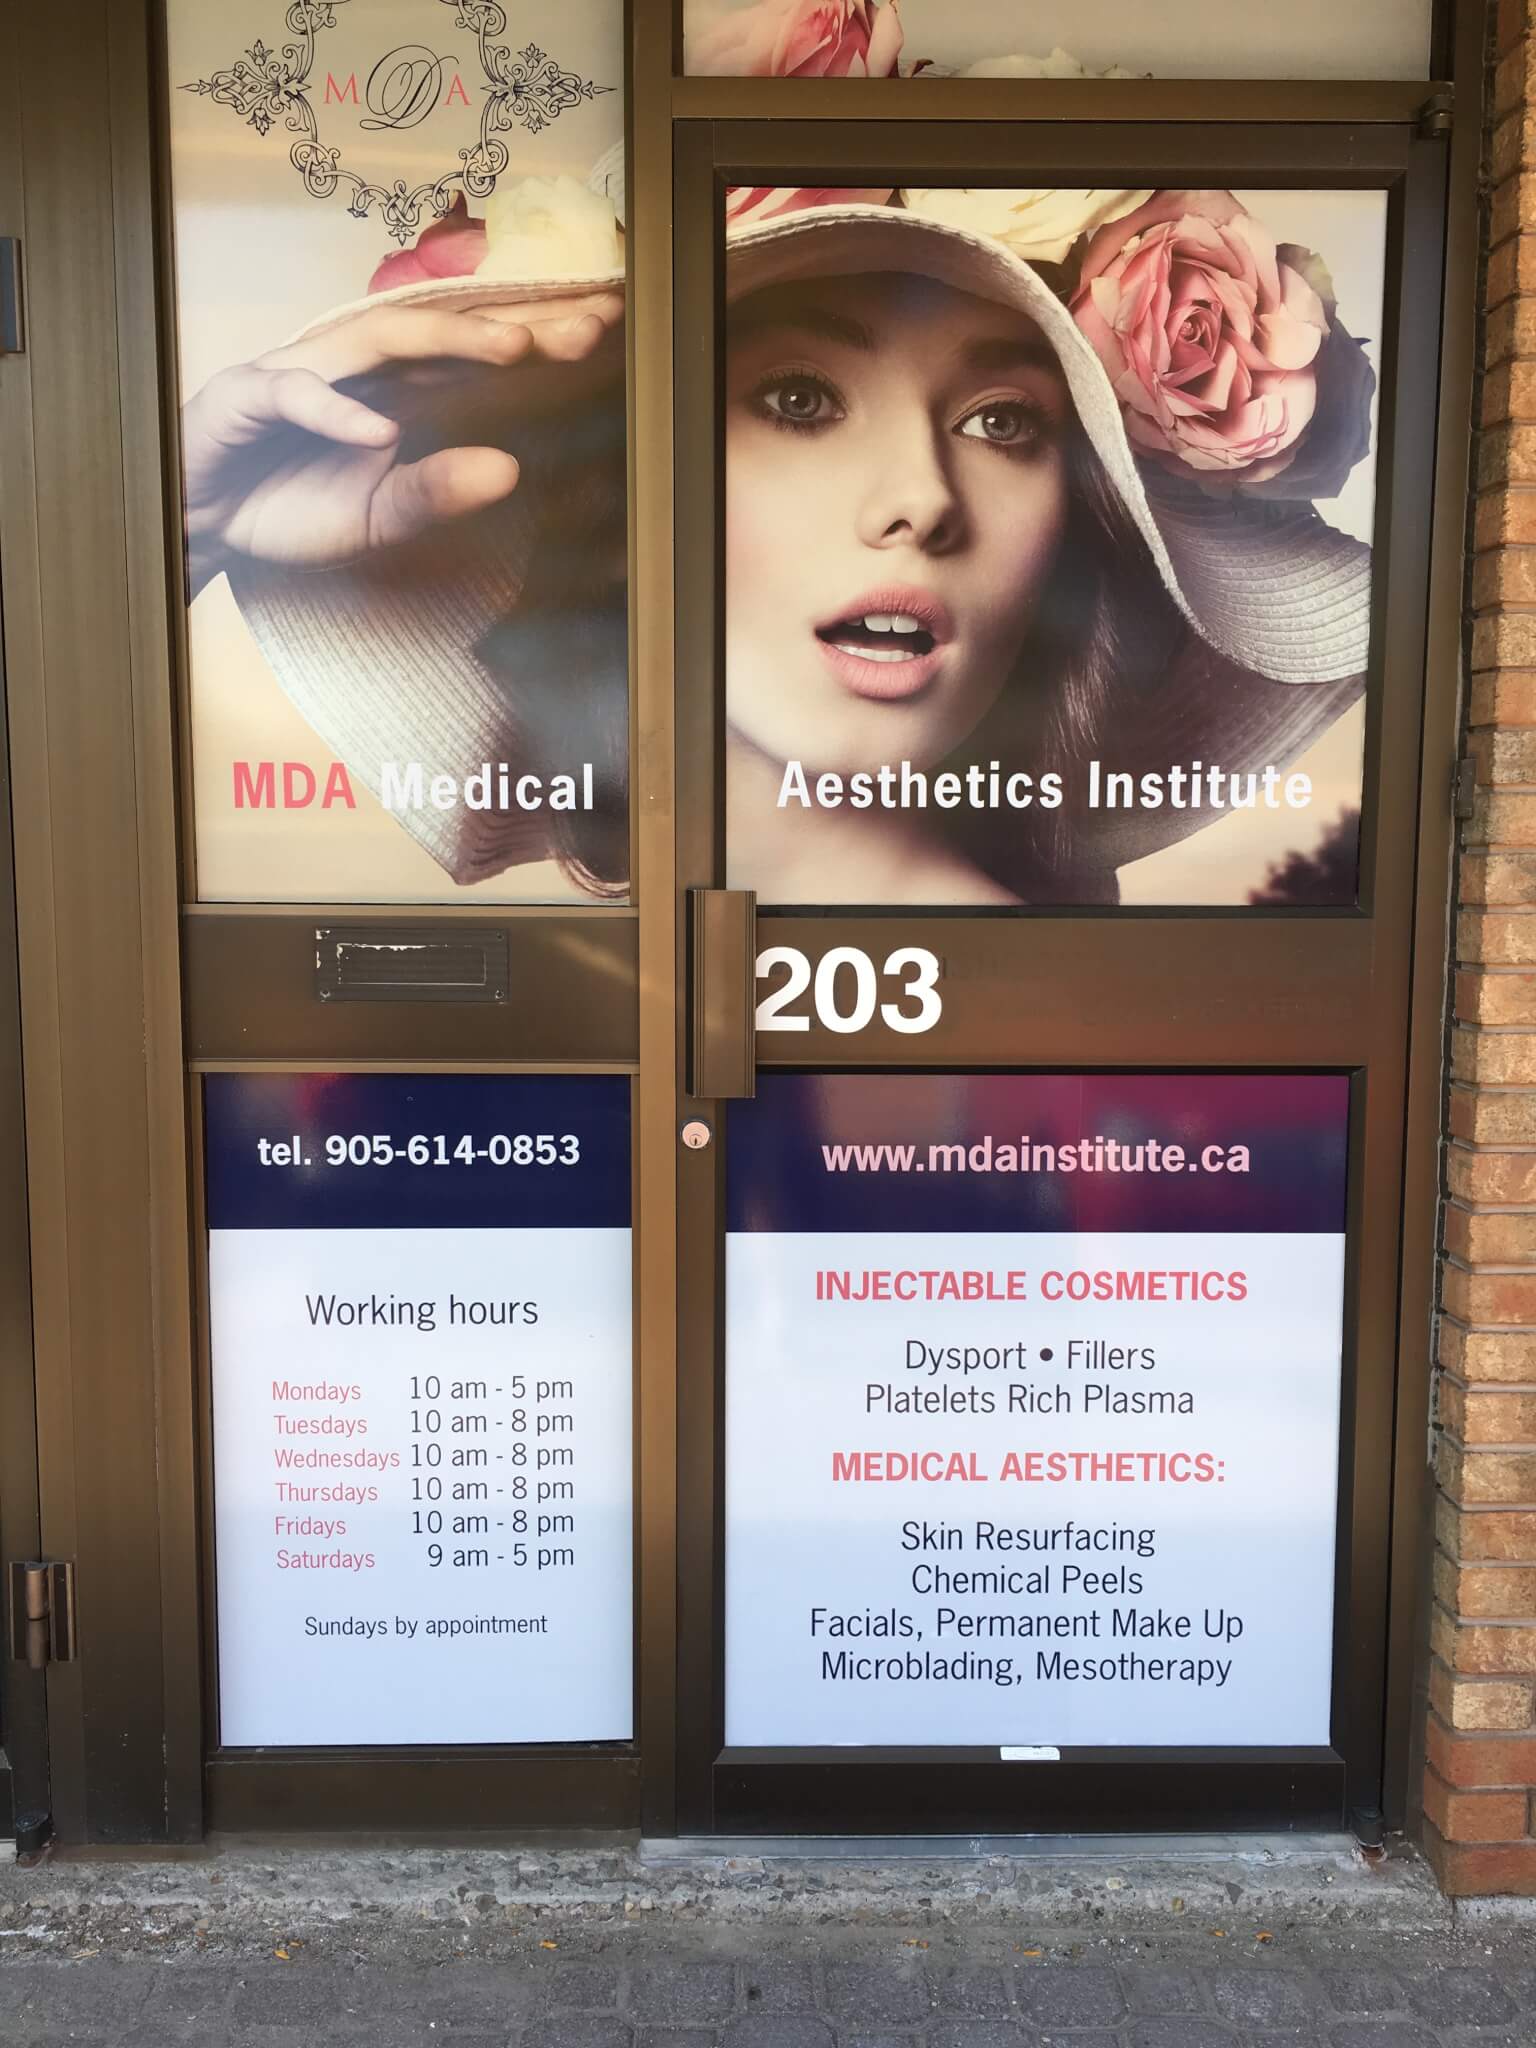 MDA
MDA Medical Aesthetics Institute
203
tel. 905-614-0853
Working hours
Mondays 10 am - 5 pm
Tuesdays 10 am - 8 pm
Wednesdays 10 am - 8 pm
Thursdays 10 am - 8 pm
Fridays 10 am - 8 pm
Saturdays 9 am - 5 pm
Sundays by appointment
www.mdainstitute.ca
INJECTABLE COSMETICS
Dysport • Fillers
Platelets Rich Plasma
MEDICAL AESTHETICS:
Skin Resurfacing
Chemical Peels
Facials, Permanent Make Up
Microblading, Mesotherapy